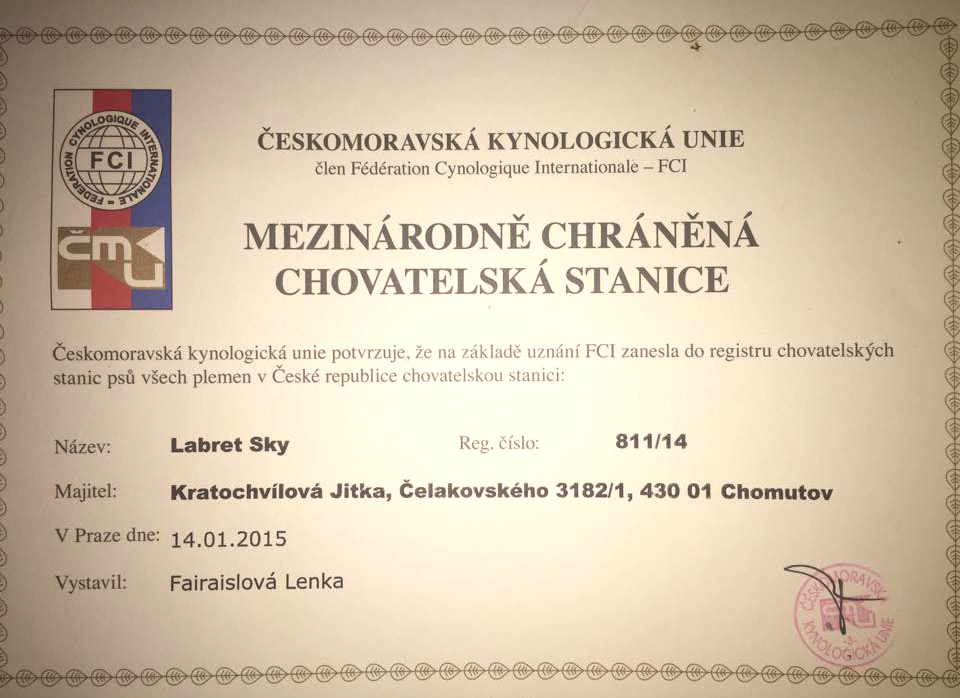 FEDERATION CYNOLOGIQUE INTERNATIONALE =
FCI
čmku
ČESKOMORAVSKÁ KYNOLOGICKÁ UNIE
člen Fédération Cynologique Internationale – FCI
MEZINÁRODNĚ CHRÁNĚNÁ
CHOVATELSKÁ STANICE
Českomoravská kynologická unie potvrzuje, že na základě uznání FCI zanesla do registru chovatelských
stanic psů všech plemen v České republice chovatelskou stanici:
Název: Labret Sky Reg. číslo: 811/14
Majitel: Kratochvílová Jitka, Čelakovského 3182/1, 430 01 Chomutov
V Praze dne: 14.01.2015
Vystavil: Fairaislová Lenka
ČESKOMORAVSKÁ
KYNOLOGICKÁ UNIE